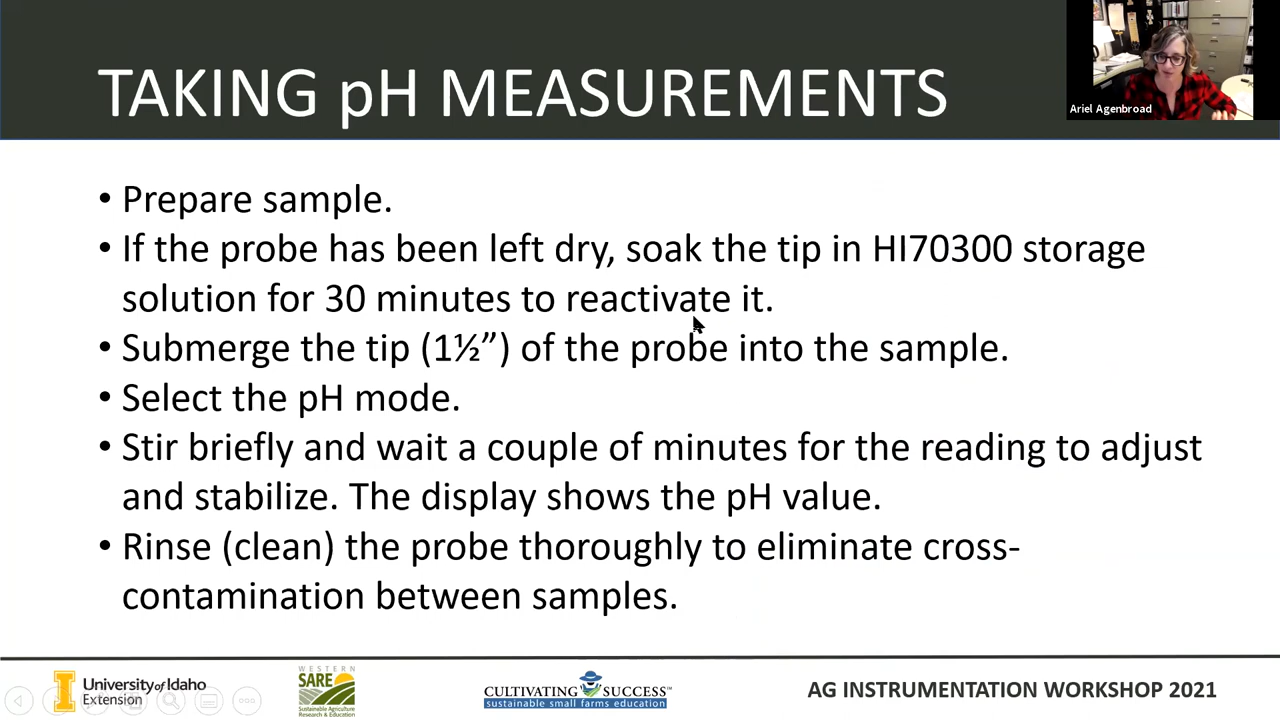 TAKING pH MEASUREMENTS
Ariel Agenbroad
• Prepare sample.
• If the probe has been left dry, soak the tip in HI70300 storage
solution for 30 minutes to reactivate it.
• Submerge the tip (1½”) of the probe into the sample.
• Select the pH mode.
• Stir briefly and wait a couple of minutes for the reading to adjust
and stabilize. The display shows the pH value.
• Rinse (clean) the probe thoroughly to eliminate cross-
contamination between samples.
I University of Idaho
Extension
WESTERN
SARE
Sustainable Agriculture
Research & Education
CULTIVATING SUCCESS™
sustainable small farms education
AG INSTRUMENTATION WORKSHOP 2021